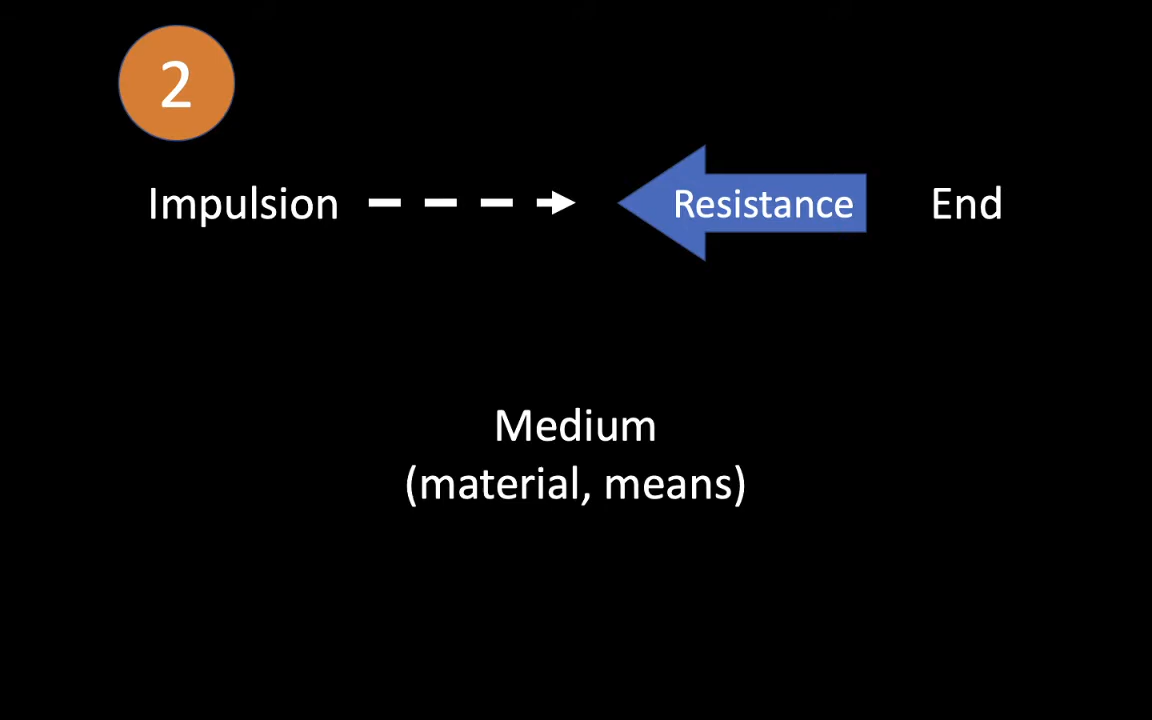 2
Impulsion
Resistance
End
Medium
(material, means)